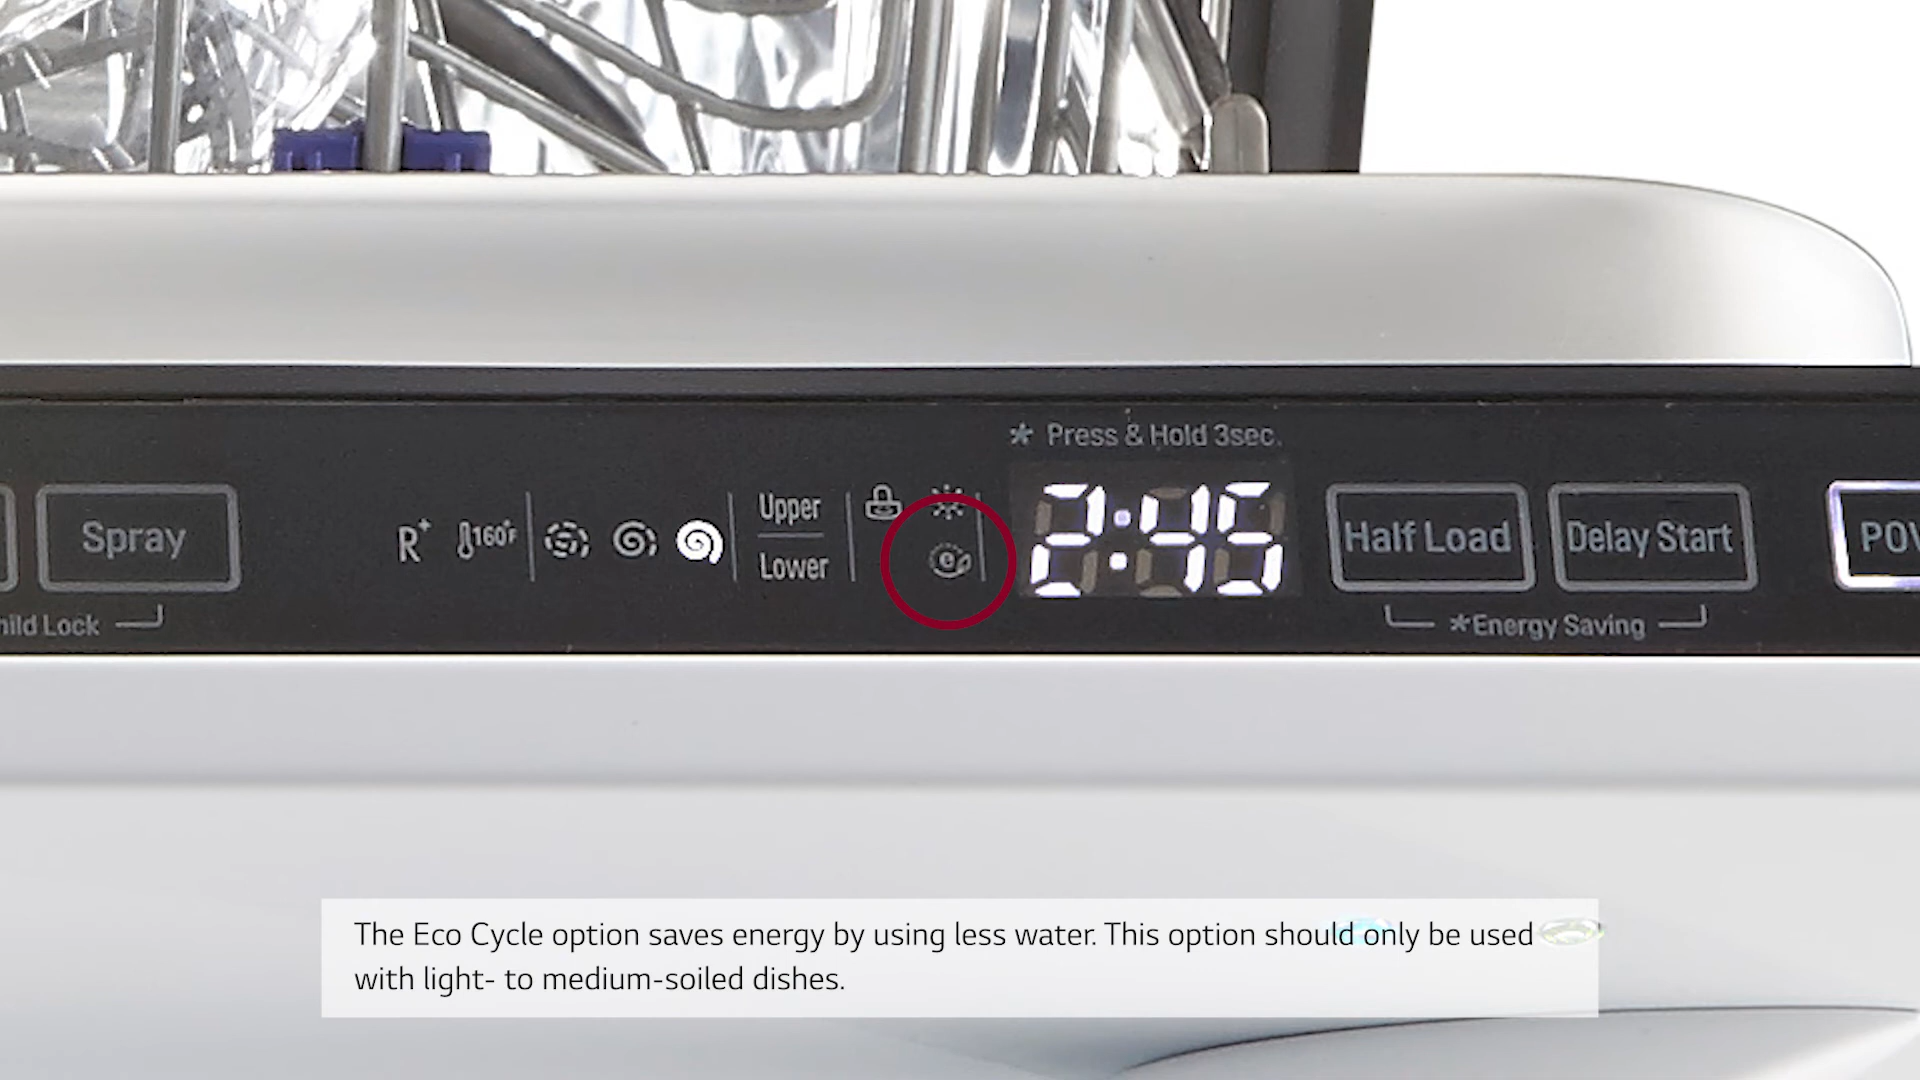 * Press & Hold 3sec.
Spray
R+
160°F
Upper
Lower
e
2:45
Half Load
Delay Start
Lock
*Energy Saving
The Eco Cycle option saves energy by using less water. This option should only be used
with light- to medium-soiled dishes.